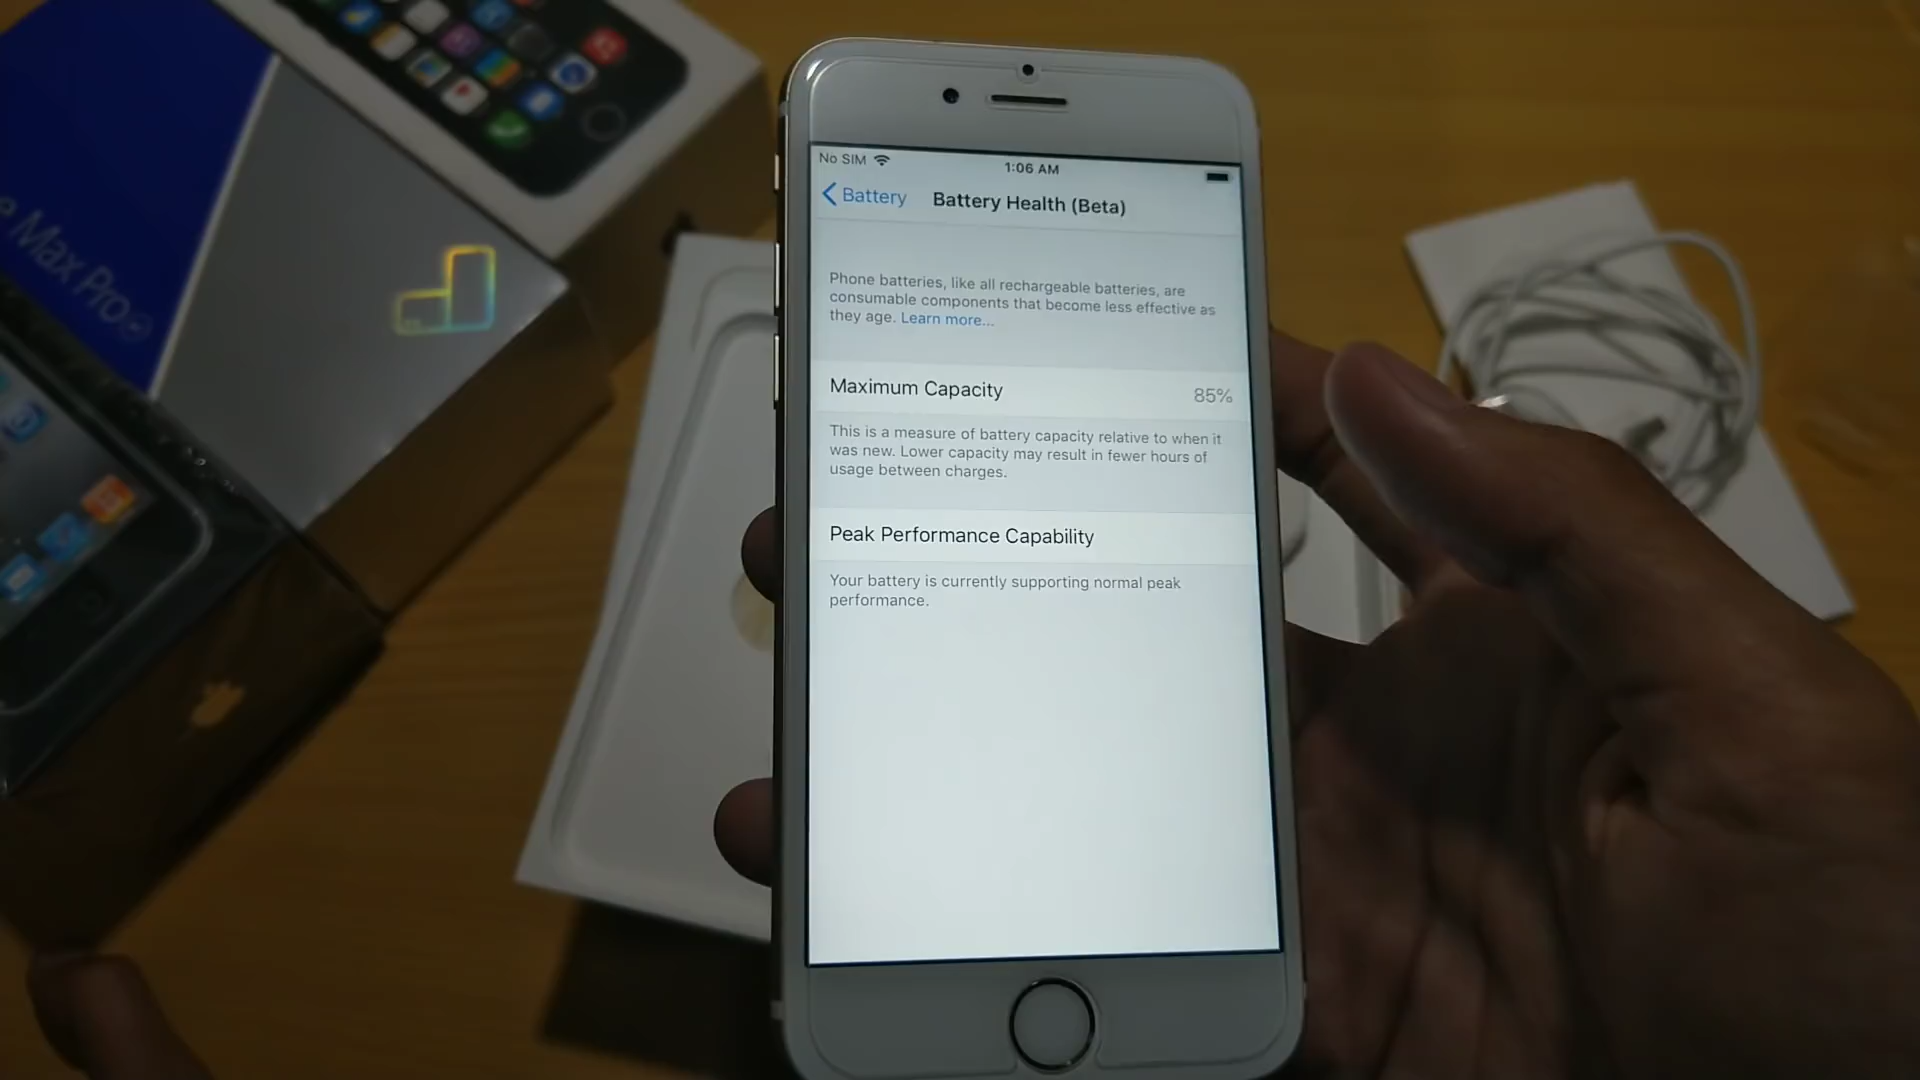 e Max Pro
No SIM
1:06 AM
Battery
Battery Health (Beta)
Phone batteries, like all rechargeable batteries, are
consumable components that become less effective as
they age. Learn more...
Maximum Capacity
85%
This is a measure of battery capacity relative to when it
was new. Lower capacity may result in fewer hours of
usage between charges.
Peak Performance Capability
Your battery is currently supporting normal peak
performance.